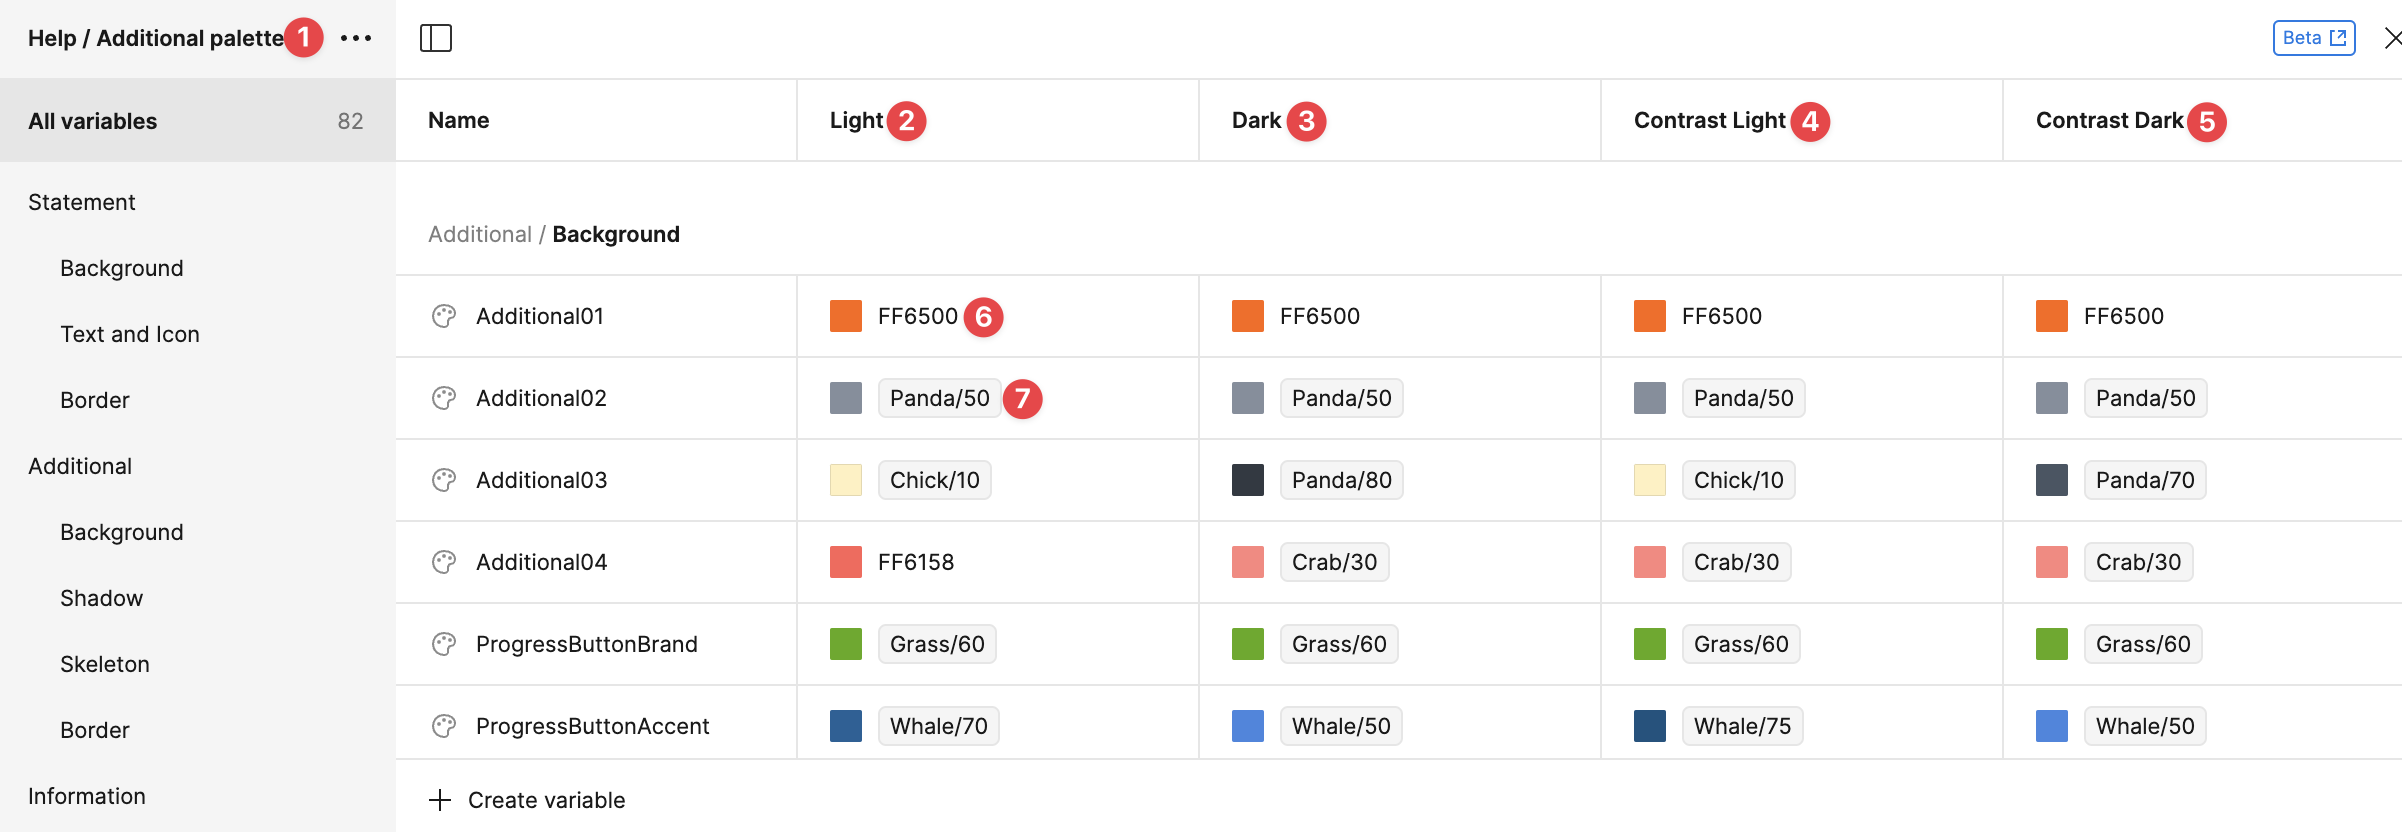 Help / Additional palette 1 •••
Beta
All variables 82
Name Light 2 Dark 3 Contrast Light 4 Contrast Dark 5
Statement
Background
Text and Icon
Border
Additional
Background
Shadow
Skeleton
Border
Information
Additional / Background
Additional01 FF6500 6 FF6500 FF6500 FF6500
Additional02 Panda/50 7 Panda/50 Panda/50 Panda/50
Additional03 Chick/10 Panda/80 Chick/10 Panda/70
Additional04 FF6158 Crab/30 Crab/30 Crab/30
ProgressButtonBrand Grass/60 Grass/60 Grass/60 Grass/60
ProgressButtonAccent Whale/70 Whale/50 Whale/75 Whale/50
Create variable